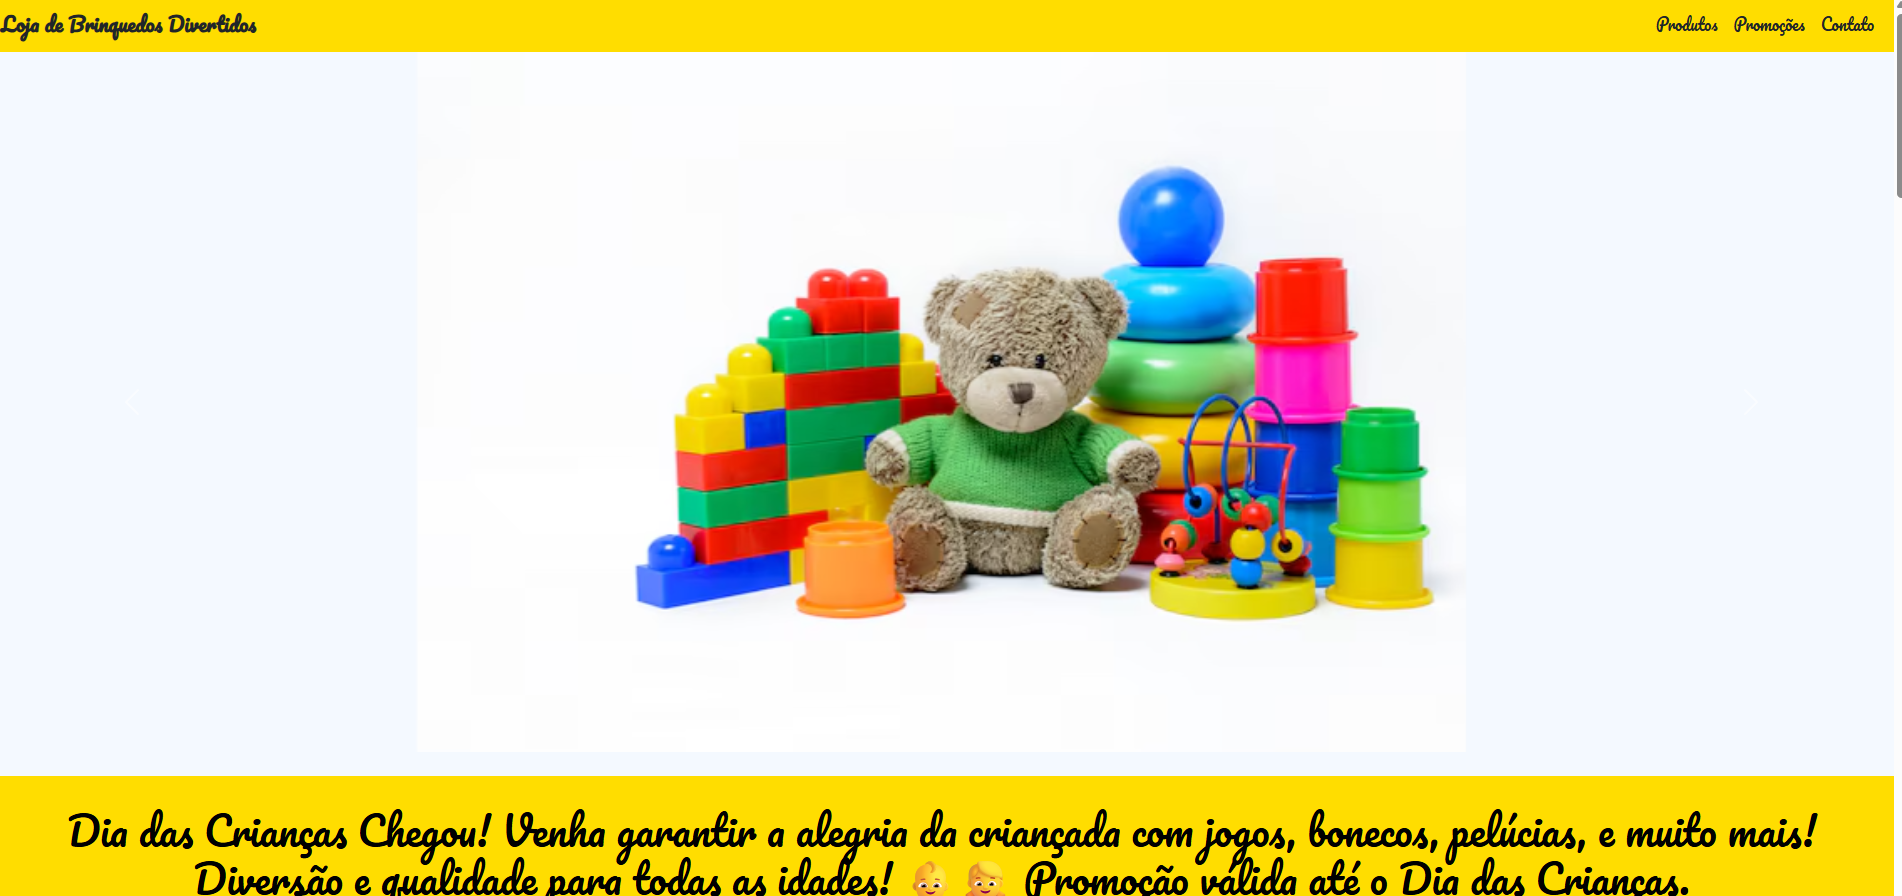 Loja de Brinquedos Divertidos
Produtos Promoções Contato
Dia das Crianças Chegou! Venha garantir a alegria da criançada com jogos, bonecos, pelúcias, e muito mais!
Diversão e qualidade para todas as idades! 👶 👧 Promoção válida até o Dia das Crianças.